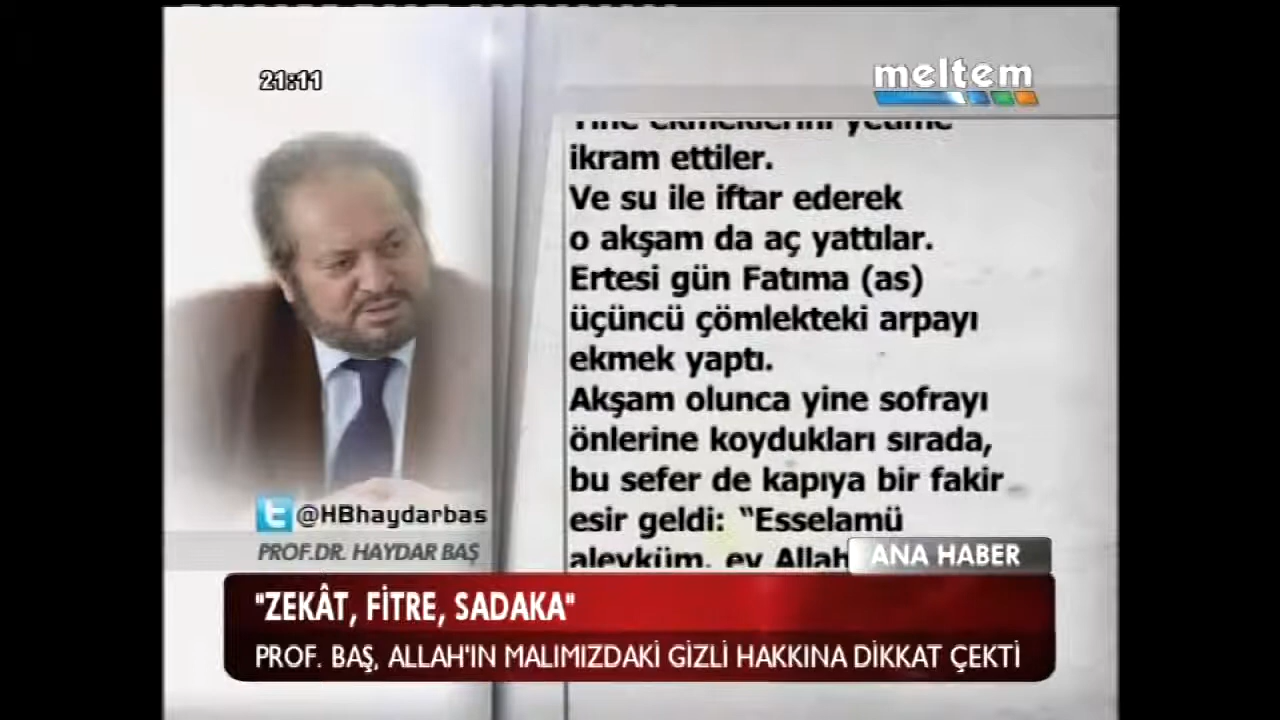 21:11
meltem
ikram ettiler.
Ve su ile iftar ederek
o akşam da aç yattılar.
Ertesi gün Fatıma (as)
üçüncü çömlekteki arpayı
ekmek yaptı.
Akşam olunca yine sofrayı
önlerine koydukları sırada,
bu sefer de kapıya bir fakir
esir geldi: “Esselamü
aleyküm, ey Allah
@HBhaydarbas
PROF.DR. HAYDAR BAŞ
ANA HABER
"ZEKÂT, FİTRE, SADAKA"
PROF. BAŞ, ALLAH'IN MALIMIZDAKİ GİZLİ HAKKINA DİKKAT ÇEKTİ